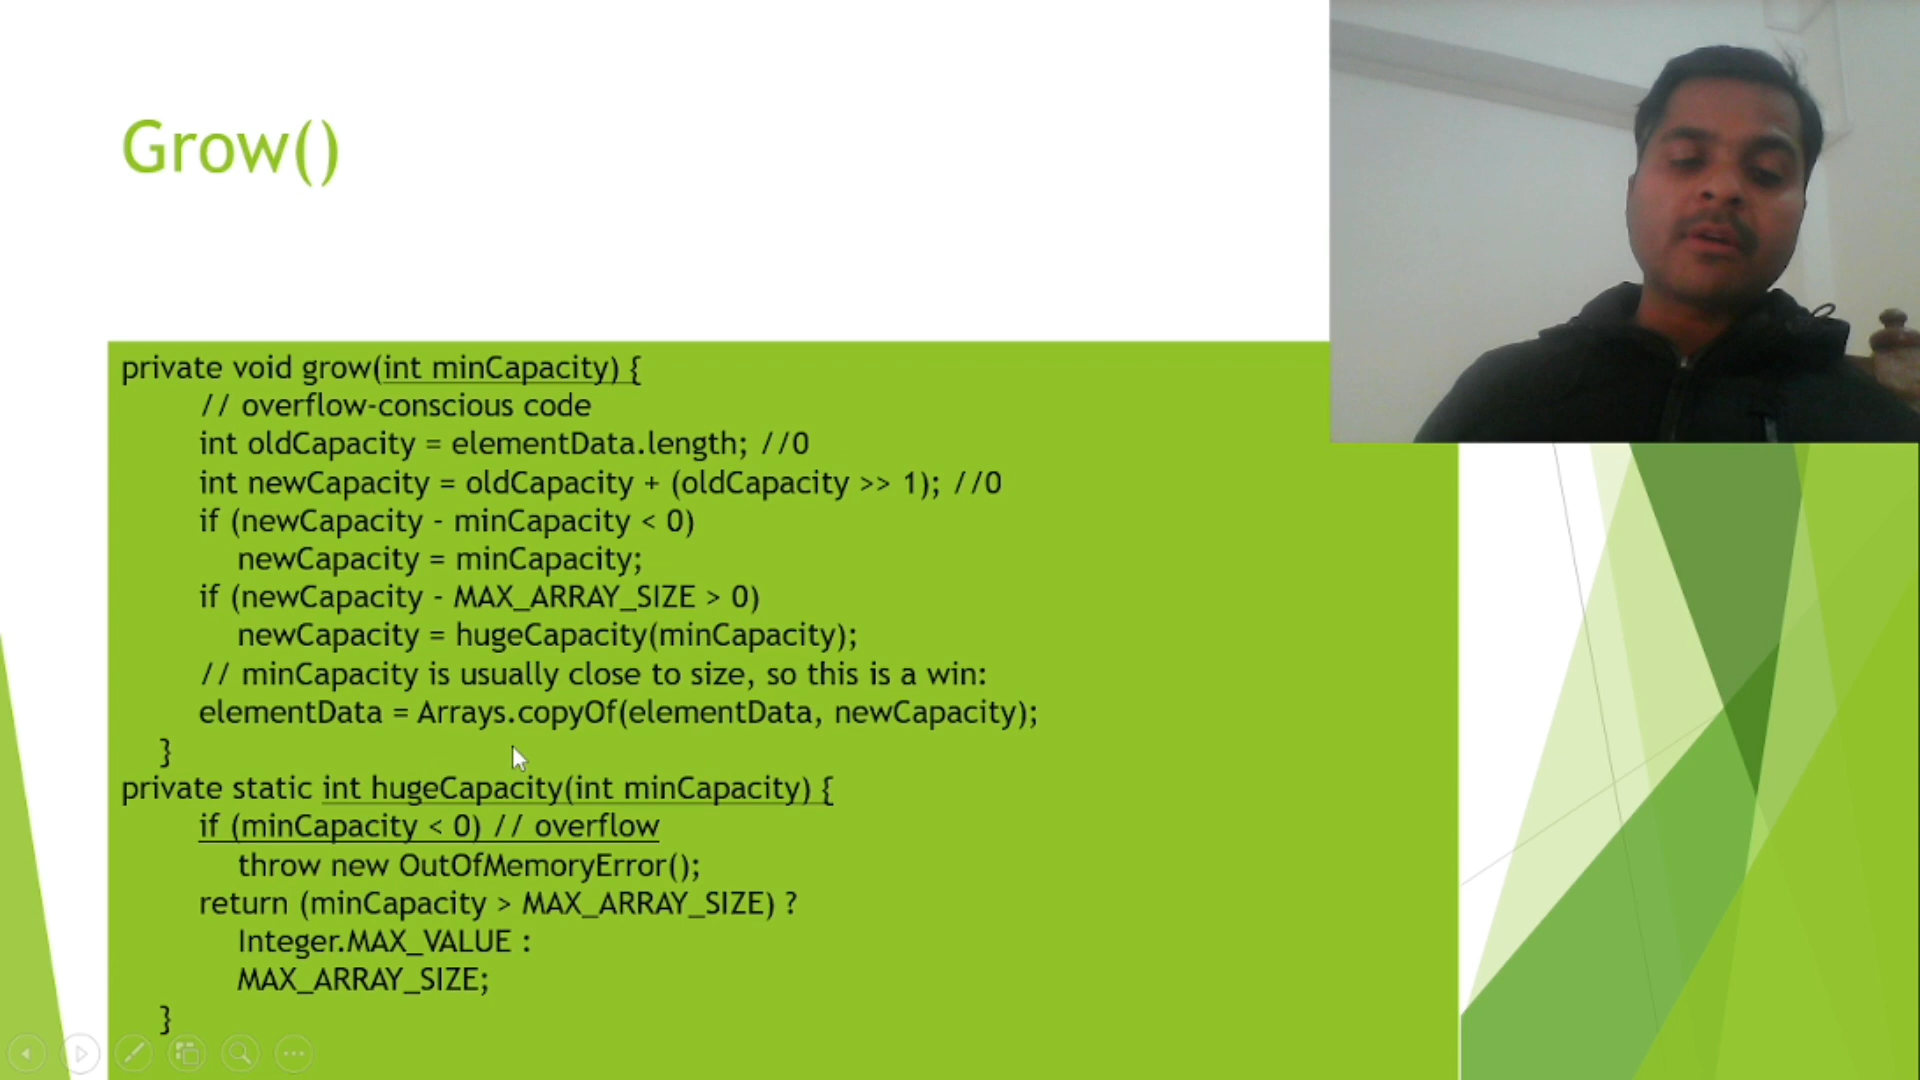 Grow()
private void grow(int minCapacity) {
// overflow-conscious code
int oldCapacity = elementData.length; //0
int newCapacity = oldCapacity + (oldCapacity >> 1); //0
if (newCapacity - minCapacity < 0)
newCapacity = minCapacity;
if (newCapacity - MAX_ARRAY_SIZE > 0)
newCapacity = hugeCapacity(minCapacity);
// minCapacity is usually close to size, so this is a win:
elementData = Arrays.copyOf(elementData, newCapacity);
}
private static int hugeCapacity(int minCapacity) {
if (minCapacity < 0) // overflow
throw new OutOfMemoryError();
return (minCapacity > MAX_ARRAY_SIZE) ?
Integer.MAX_VALUE :
MAX_ARRAY_SIZE;
}